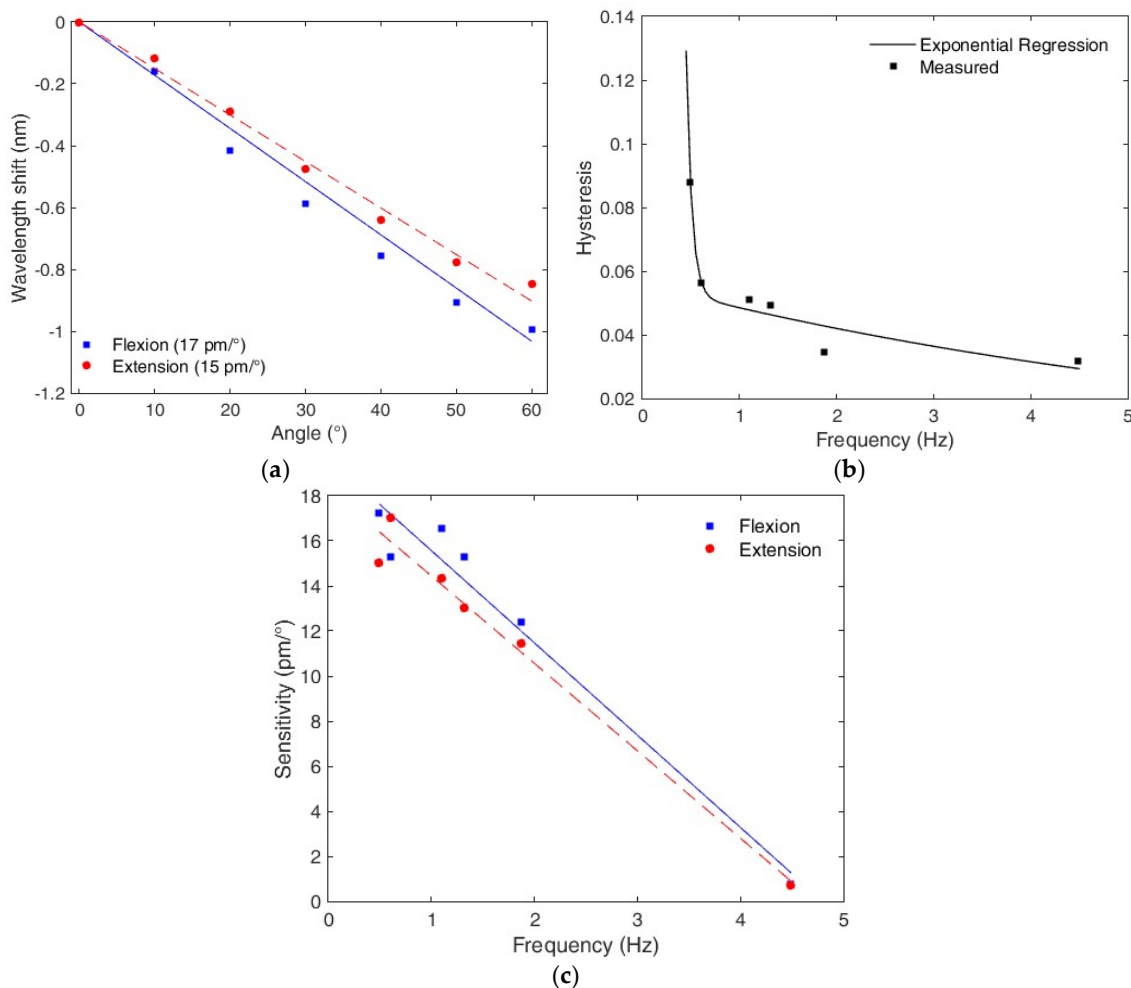 0
-0.2
-0.4
-0.6
-0.8
-1
-1.2
Wavelength shift (nm)
Flexion (17 pm/°)
Extension (15 pm/°)
0 10 20 30 40 50 60
Angle (°)
(a)
0.14
0.12
0.1
0.08
0.06
0.04
0.02
Hysteresis
Exponential Regression
Measured
0 1 2 3 4 5
Frequency (Hz)
(b)
18
16
14
12
10
8
6
4
2
0
Sensitivity (pm/°)
Flexion
Extension
0 1 2 3 4 5
Frequency (Hz)
(c)